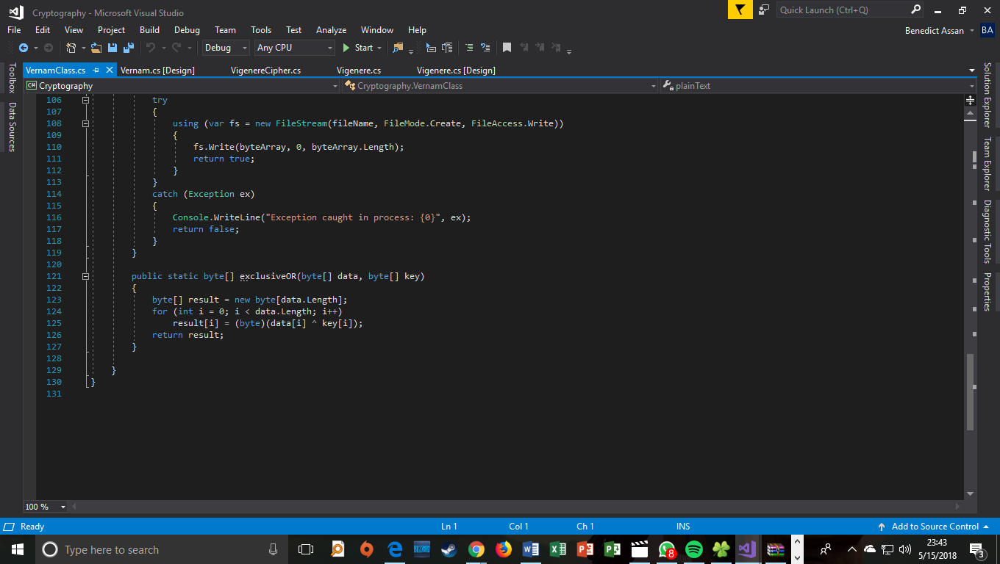 Cryptography - Microsoft Visual Studio
Quick Launch (Ctrl+Q)
File Edit View Project Build Debug Team Tools Test Analyze Window Help
Benedict Assan BA
Debug Any CPU Start
Toolbox
Data Sources
VernamClass.cs Vernam.cs [Design] VigenereCipher.cs Vigenere.cs Vigenere.cs [Design]
C# Cryptography Cryptography.VernamClass plainText
106 try
107 {
108 using (var fs = new FileStream(fileName, FileMode.Create, FileAccess.Write))
109 {
110 fs.Write(byteArray, 0, byteArray.Length);
111 return true;
112 }
113 }
114 catch (Exception ex)
115 {
116 Console.WriteLine("Exception caught in process: {0}", ex);
117 return false;
118 }
119 }
120
121 public static byte[] exclusiveOR(byte[] data, byte[] key)
122 {
123 byte[] result = new byte[data.Length];
124 for (int i = 0; i < data.Length; i++)
125 result[i] = (byte)(data[i] ^ key[i]);
126 return result;
127 }
128
129 }
130 }
131
Solution Explorer
Team Explorer
Diagnostic Tools
Properties
100 %
Ready Ln 1 Col 1 Ch 1 INS Add to Source Control
Type here to search
8
23:43
5/15/2018
3